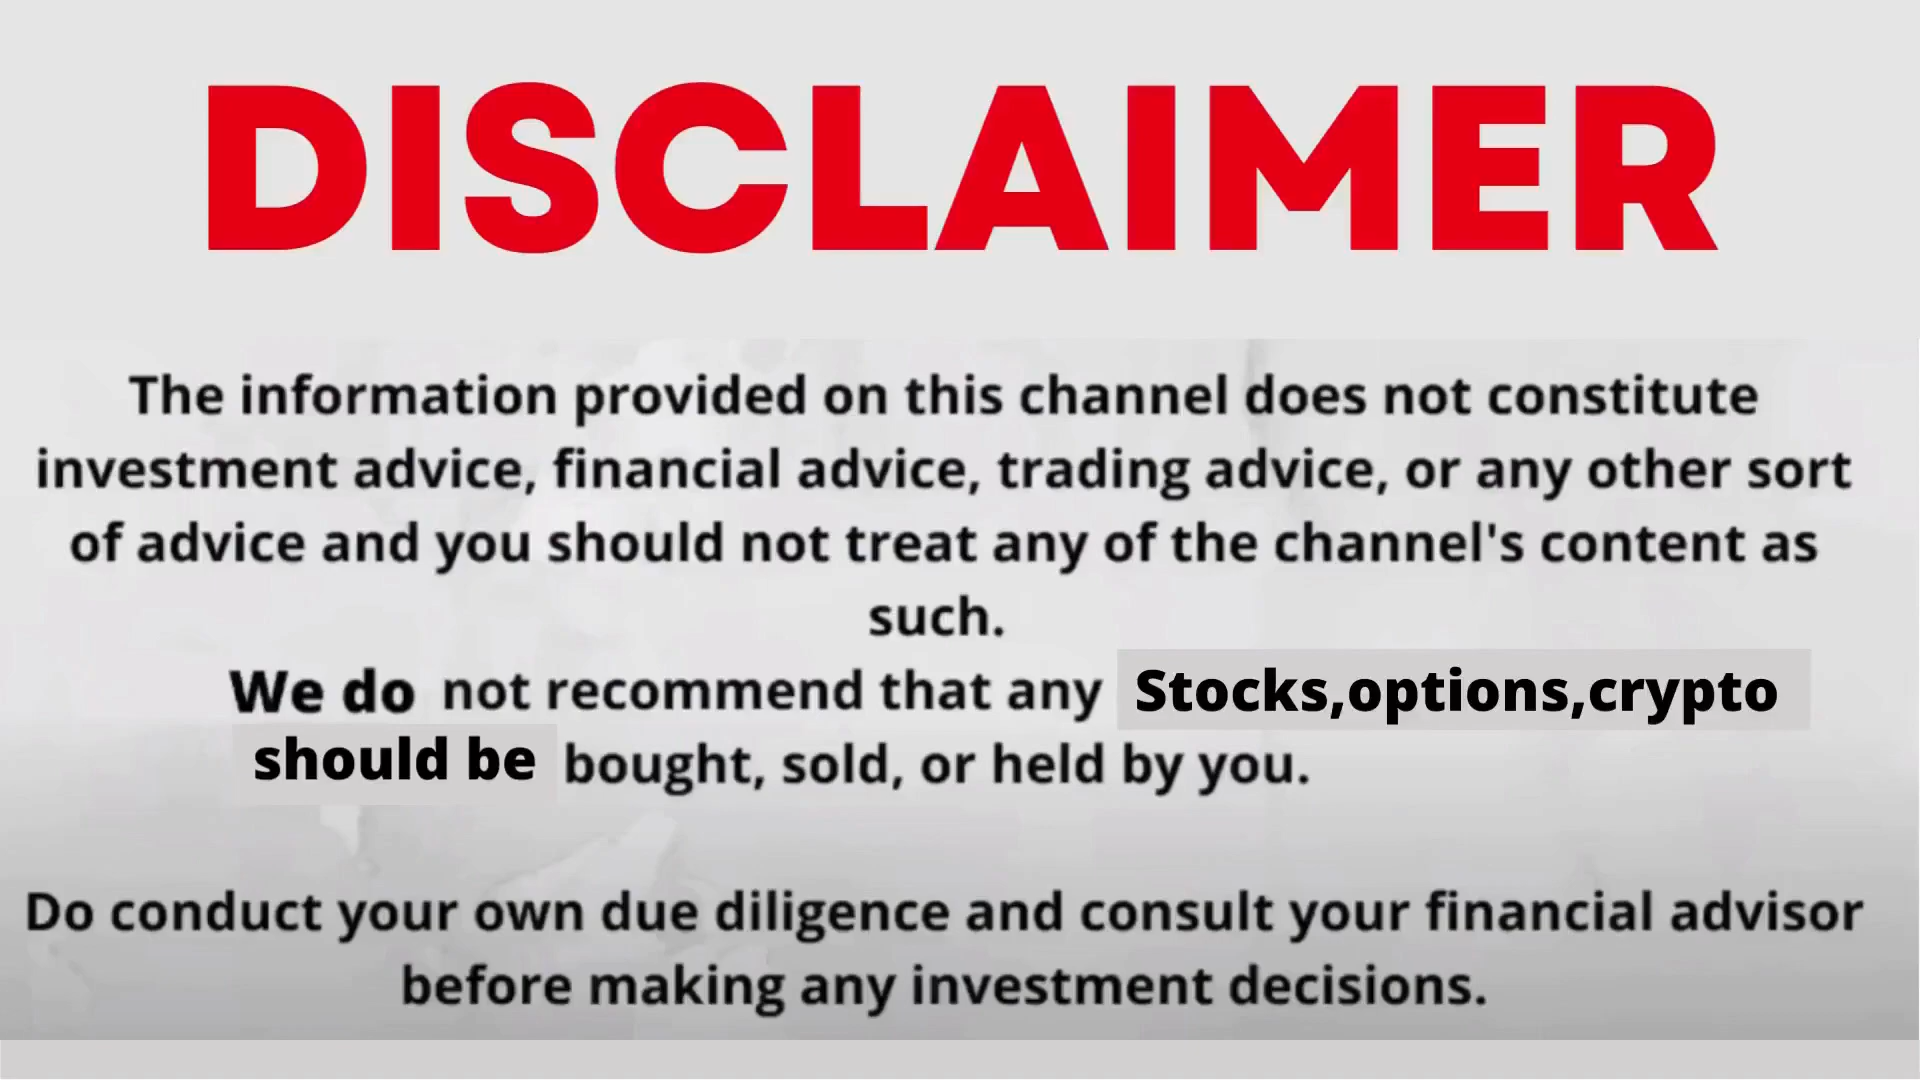 DISCLAIMER
The information provided on this channel does not constitute
investment advice, financial advice, trading advice, or any other sort
of advice and you should not treat any of the channel's content as
such.
We do not recommend that any Stocks,options,crypto
should be bought, sold, or held by you.
Do conduct your own due diligence and consult your financial advisor
before making any investment decisions.